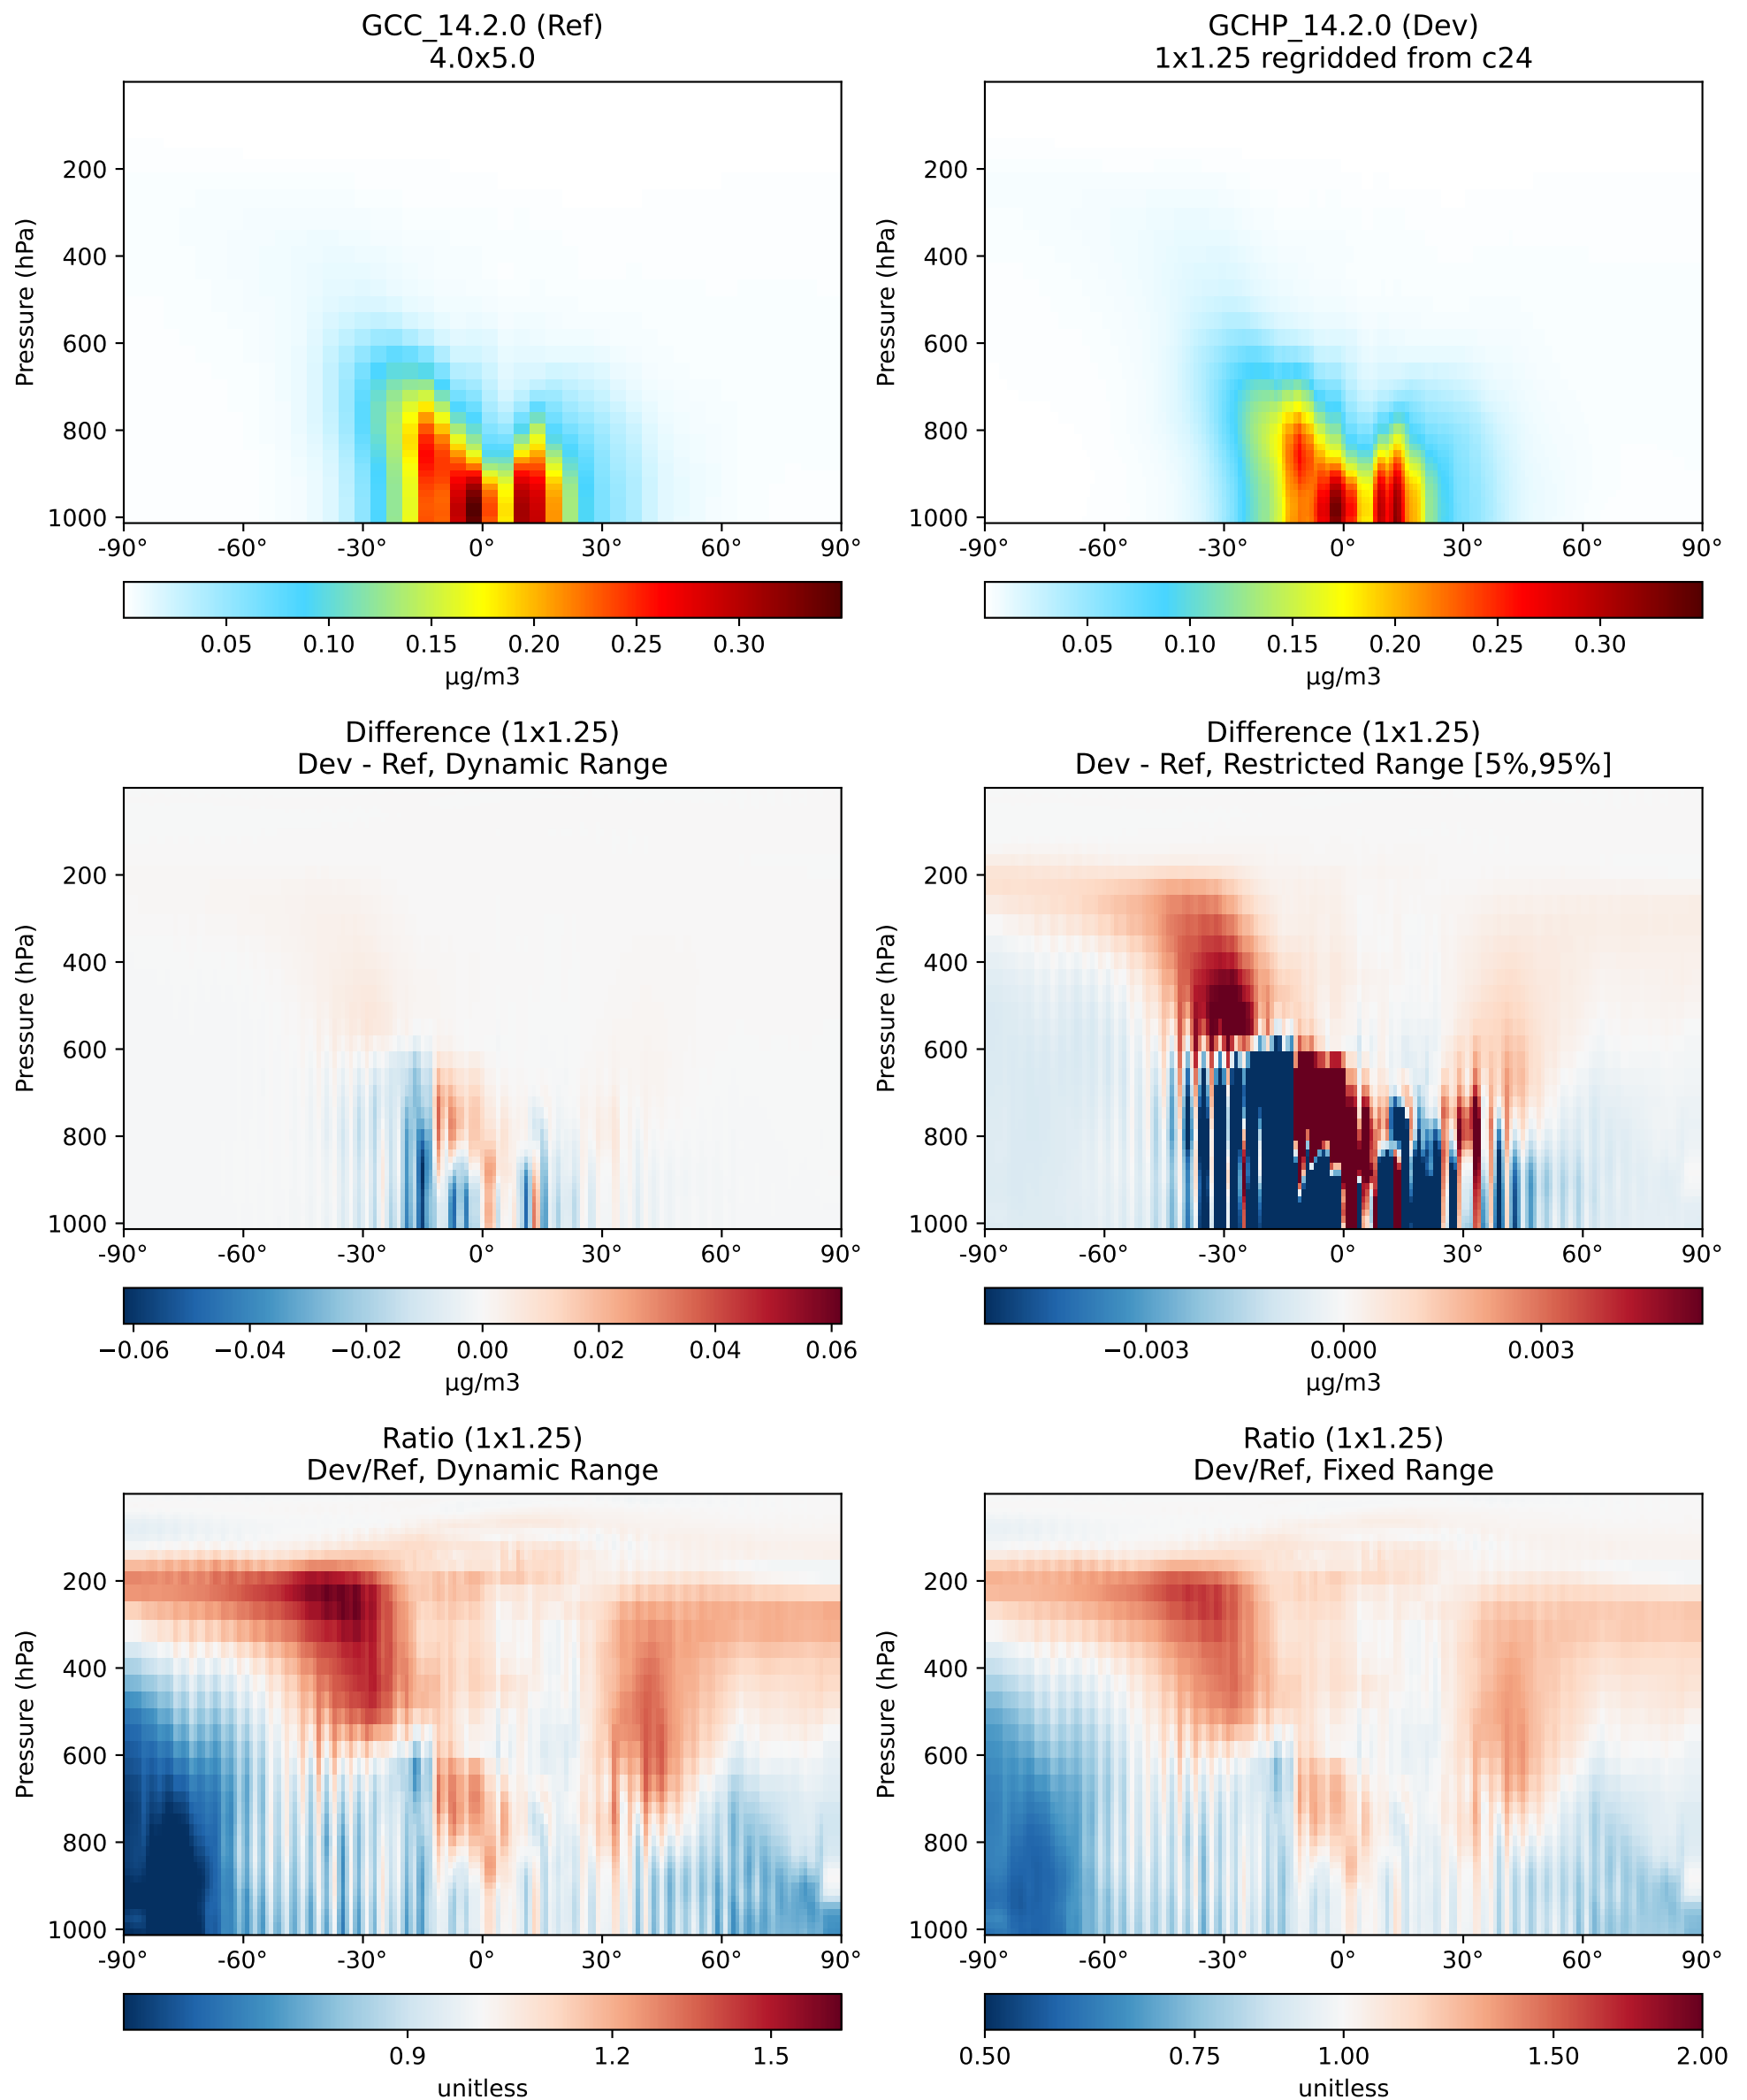 GCC_14.2.0 (Ref)
4.0x5.0
Pressure (hPa)
200
400
600
800
1000
-90° -60° -30° 0° 30° 60° 90°
0.05 0.10 0.15 0.20 0.25 0.30
µg/m3
GCHP_14.2.0 (Dev)
1x1.25 regridded from c24
Pressure (hPa)
200
400
600
800
1000
-90° -60° -30° 0° 30° 60° 90°
0.05 0.10 0.15 0.20 0.25 0.30
µg/m3
Difference (1x1.25)
Dev - Ref, Dynamic Range
Pressure (hPa)
200
400
600
800
1000
-90° -60° -30° 0° 30° 60° 90°
−0.06 −0.04 −0.02 0.00 0.02 0.04 0.06
µg/m3
Difference (1x1.25)
Dev - Ref, Restricted Range [5%,95%]
Pressure (hPa)
200
400
600
800
1000
-90° -60° -30° 0° 30° 60° 90°
−0.003 0.000 0.003
µg/m3
Ratio (1x1.25)
Dev/Ref, Dynamic Range
Pressure (hPa)
200
400
600
800
1000
-90° -60° -30° 0° 30° 60° 90°
0.9 1.2 1.5
unitless
Ratio (1x1.25)
Dev/Ref, Fixed Range
Pressure (hPa)
200
400
600
800
1000
-90° -60° -30° 0° 30° 60° 90°
0.50 0.75 1.00 1.50 2.00
unitless